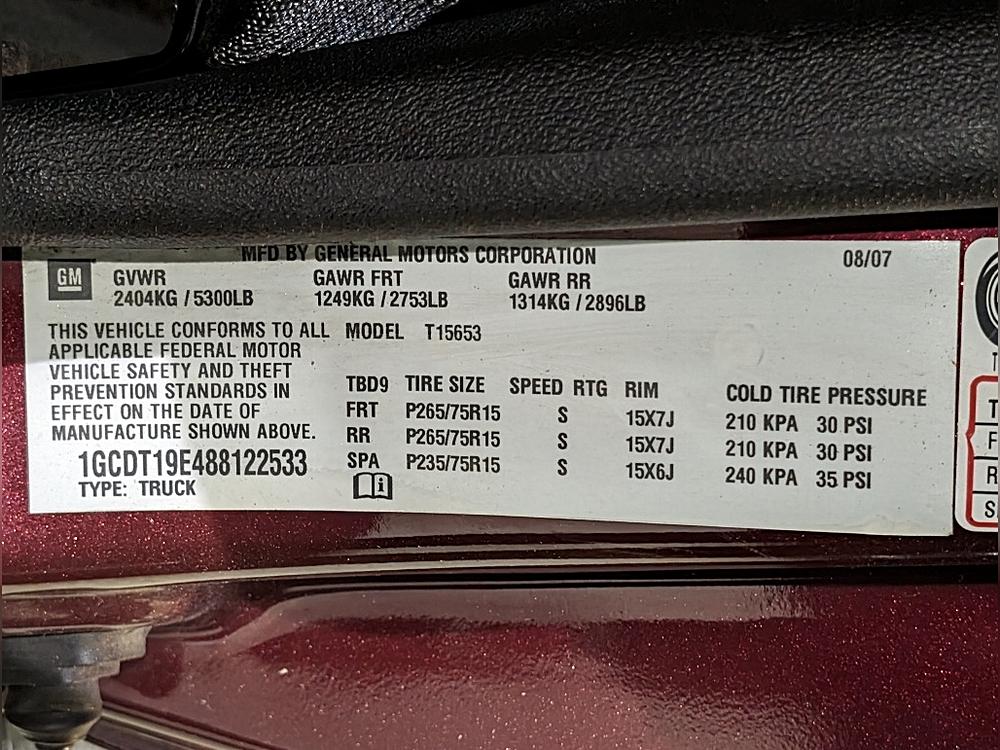 MFD BY GENERAL MOTORS CORPORATION 08/07
GM GVWR GAWR FRT GAWR RR
2404KG / 5300LB 1249KG / 2753LB 1314KG / 2896LB
THIS VEHICLE CONFORMS TO ALL MODEL T15653
APPLICABLE FEDERAL MOTOR
VEHICLE SAFETY AND THEFT
PREVENTION STANDARDS IN
EFFECT ON THE DATE OF
MANUFACTURE SHOWN ABOVE.
TBD9 TIRE SIZE SPEED RTG RIM COLD TIRE PRESSURE
FRT P265/75R15 S 15X7J 210 KPA 30 PSI
RR P265/75R15 S 15X7J 210 KPA 30 PSI
SPA P235/75R15 S 15X6J 240 KPA 35 PSI
1GCDT19E488122533
TYPE: TRUCK